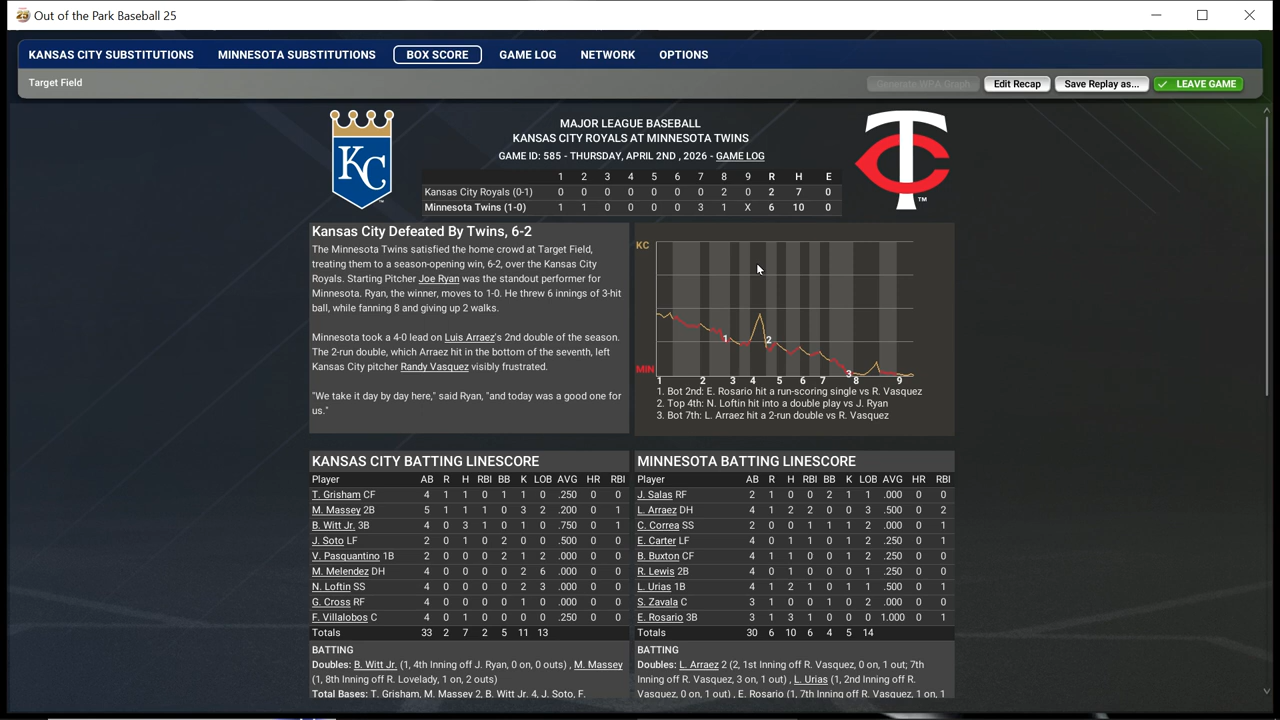 Out of the Park Baseball 25
KANSAS CITY SUBSTITUTIONS MINNESOTA SUBSTITUTIONS BOX SCORE GAME LOG NETWORK OPTIONS
Target Field Generate WPA Graph Edit Recap Save Replay as... LEAVE GAME
MAJOR LEAGUE BASEBALL
KANSAS CITY ROYALS AT MINNESOTA TWINS
GAME ID: 585 - THURSDAY, APRIL 2ND , 2026 - GAME LOG
KC
TC
TM
TM
1 2 3 4 5 6 7 8 9 R H E
Kansas City Royals (0-1) 0 0 0 0 0 0 0 2 0 2 7 0
Minnesota Twins (1-0) 1 1 0 0 0 0 3 1 X 6 10 0
Kansas City Defeated By Twins, 6-2
The Minnesota Twins satisfied the home crowd at Target Field,
treating them to a season-opening win, 6-2, over the Kansas City
Royals. Starting Pitcher Joe Ryan was the standout performer for
Minnesota. Ryan, the winner, moves to 1-0. He threw 6 innings of 3-hit
ball, while fanning 8 and giving up 2 walks.
Minnesota took a 4-0 lead on Luis Arraez's 2nd double of the season.
The 2-run double, which Arraez hit in the bottom of the seventh, left
Kansas City pitcher Randy Vasquez visibly frustrated.
"We take it day by day here," said Ryan, "and today was a good one for
us."
KC
1 2
MIN 3
1 2 3 4 5 6 7 8 9
1. Bot 2nd: E. Rosario hit a run-scoring single vs R. Vasquez
2. Top 4th: N. Loftin hit into a double play vs J. Ryan
3. Bot 7th: L. Arraez hit a 2-run double vs R. Vasquez
KANSAS CITY BATTING LINESCORE
Player AB R H RBI BB K LOB AVG HR RBI
T. Grisham CF 4 1 1 0 1 1 0 .250 0 0
M. Massey 2B 5 1 1 1 0 3 2 .200 0 1
B. Witt Jr. 3B 4 0 3 1 0 1 0 .750 0 1
J. Soto LF 2 0 1 0 2 0 0 .500 0 0
V. Pasquantino 1B 2 0 0 0 2 1 2 .000 0 0
M. Melendez DH 4 0 0 0 0 2 6 .000 0 0
N. Loftin SS 4 0 0 0 0 2 3 .000 0 0
G. Cross RF 4 0 0 0 0 1 0 .000 0 0
F. Villalobos C 4 0 1 0 0 0 0 .250 0 0
Totals 33 2 7 2 5 11 13
BATTING
Doubles: B. Witt Jr. (1, 4th Inning off J. Ryan, 0 on, 0 outs) , M. Massey
(1, 8th Inning off R. Lovelady, 1 on, 2 outs)
Total Bases: T. Grisham, M. Massey 2, B. Witt Jr. 4, J. Soto, F.
MINNESOTA BATTING LINESCORE
Player AB R H RBI BB K LOB AVG HR RBI
J. Salas RF 2 1 0 0 2 1 1 .000 0 0
L. Arraez DH 4 1 2 2 0 0 3 .500 0 2
C. Correa SS 2 0 0 1 1 1 2 .000 0 1
E. Carter LF 4 0 1 1 0 1 2 .250 0 1
B. Buxton CF 4 1 1 0 0 1 2 .250 0 0
R. Lewis 2B 4 0 1 0 0 0 1 .250 0 0
L. Urias 1B 4 1 2 1 0 1 1 .500 0 1
S. Zavala C 3 1 0 0 1 0 2 .000 0 0
E. Rosario 3B 3 1 3 1 0 0 0 1.000 0 1
Totals 30 6 10 6 4 5 14
BATTING
Doubles: L. Arraez 2 (2, 1st Inning off R. Vasquez, 0 on, 1 out; 7th
Inning off R. Vasquez, 3 on, 1 out) , L. Urias (1, 2nd Inning off R.
Vasquez, 0 on, 1 out) , E. Rosario (1, 7th Inning off R. Vasquez, 1 on, 1